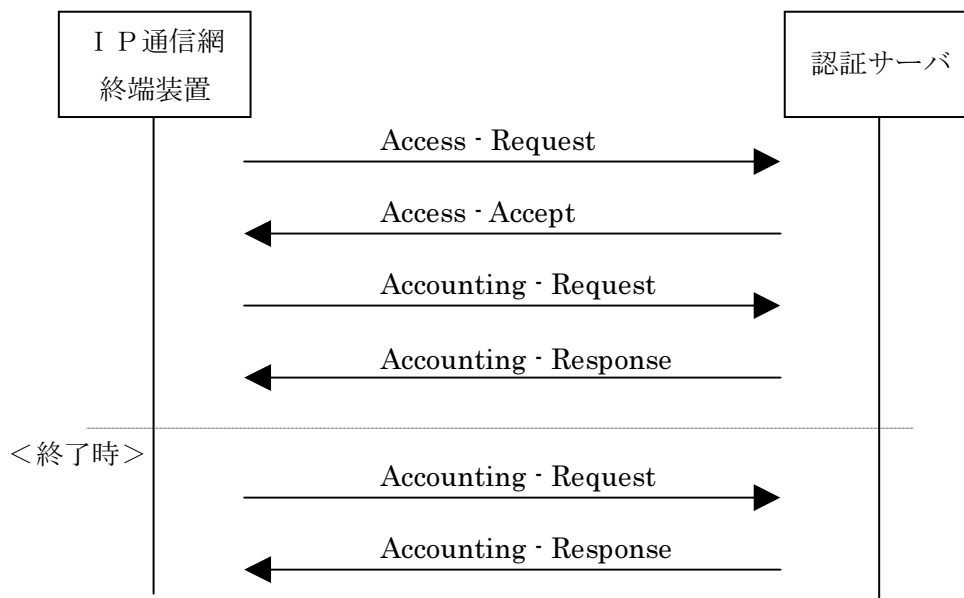 ＩＰ通信網
終端装置
認証サーバ
Access - Request
Access - Accept
Accounting - Request
Accounting - Response
＜終了時＞
Accounting - Request
Accounting - Response